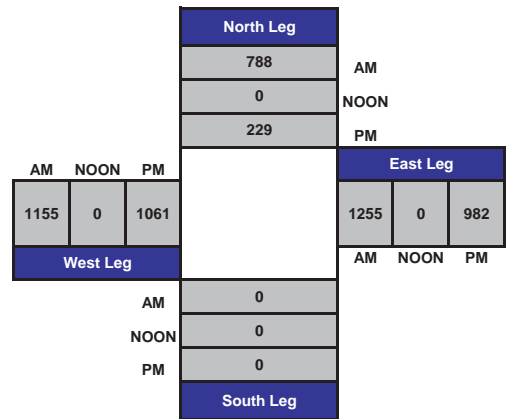 North Leg
788 AM
0 NOON
229 PM
AM NOON PM East Leg
1155 0 1061 1255 0 982
West Leg AM NOON PM
AM 0
NOON 0
PM 0
South Leg